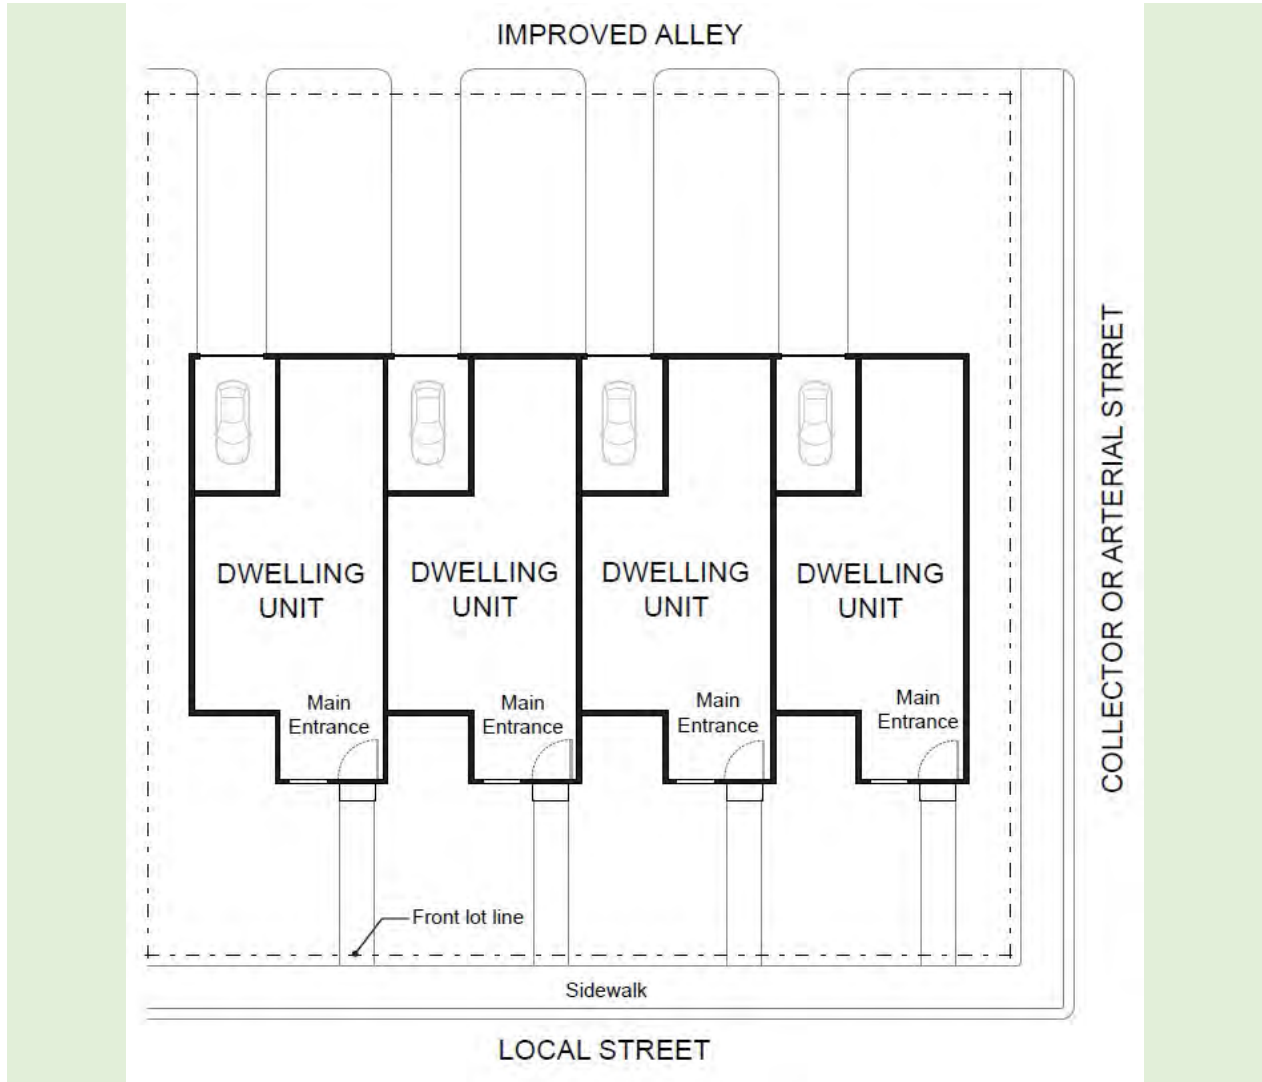 IMPROVED ALLEY
COLLECTOR OR ARTERIAL STRRET
DWELLING
UNIT
DWELLING
UNIT
DWELLING
UNIT
DWELLING
UNIT
Main
Entrance
Main
Entrance
Main
Entrance
Main
Entrance
Front lot line
Sidewalk
LOCAL STREET